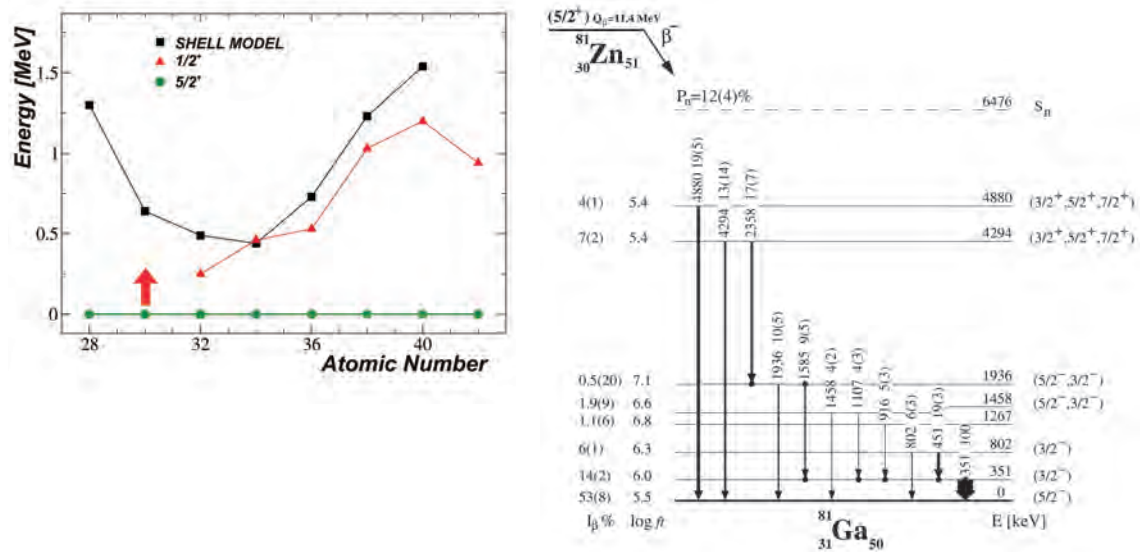 SHELL MODEL
1/2+
5/2+
Energy [MeV]
1.5
1
0.5
0
28 32 36 40
Atomic Number
(5/2+) Qβ=11.4 MeV
β−
81 30 Zn 51
Pn=12(4)%
6476 Sn
4880 19(5)
4294 13(14)
2358 17(7)
4(1) 5.4 4880 (3/2+,5/2+,7/2+)
7(2) 5.4 4294 (3/2+,5/2+,7/2+)
1936 10(5)
1585 9(5)
1458 4(2)
1107 4(3)
916 5(3)
802 6(3)
451 19(3)
351 100
0.5(20) 7.1 1936 (5/2−,3/2−)
1.9(9) 6.6 1458 (5/2−,3/2−)
1.1(6) 6.8 1267
6(1) 6.3 802 (3/2−)
14(2) 6.0 351 (3/2−)
53(8) 5.5 0 (5/2−)
Iβ% log ft 81 31 Ga 50 E [keV]